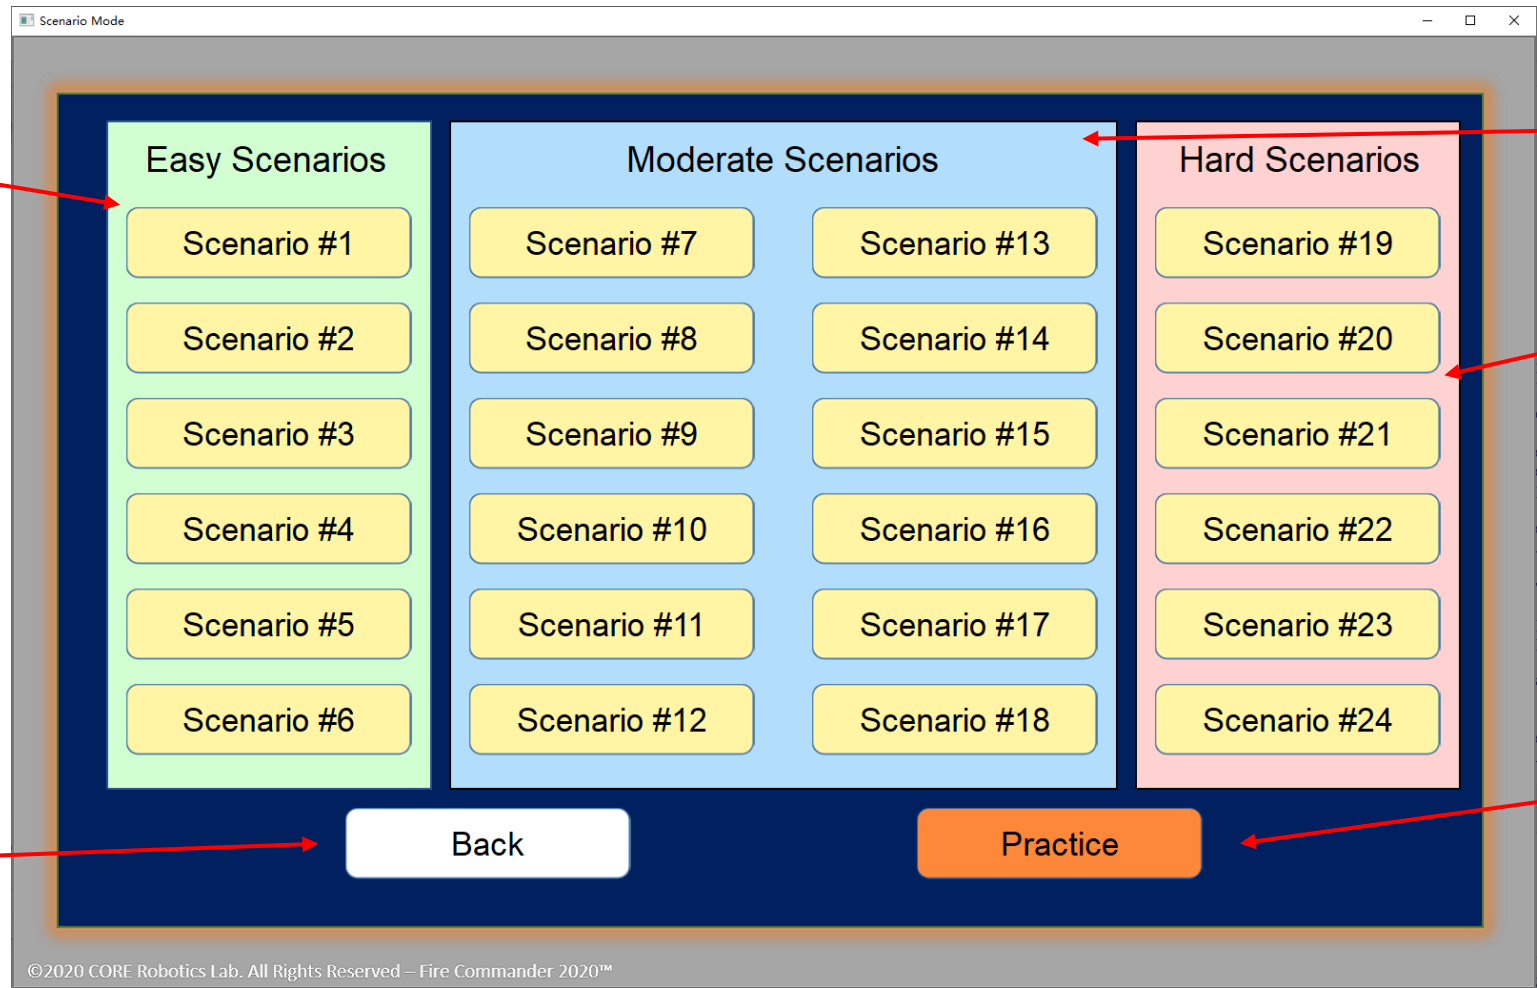 Scenario Mode
Easy Scenarios
Scenario #1
Scenario #2
Scenario #3
Scenario #4
Scenario #5
Scenario #6
Moderate Scenarios
Scenario #7
Scenario #8
Scenario #9
Scenario #10
Scenario #11
Scenario #12
Scenario #13
Scenario #14
Scenario #15
Scenario #16
Scenario #17
Scenario #18
Hard Scenarios
Scenario #19
Scenario #20
Scenario #21
Scenario #22
Scenario #23
Scenario #24
Back
Practice
©2020 CORE Robotics Lab. All Rights Reserved – Fire Commander 2020™